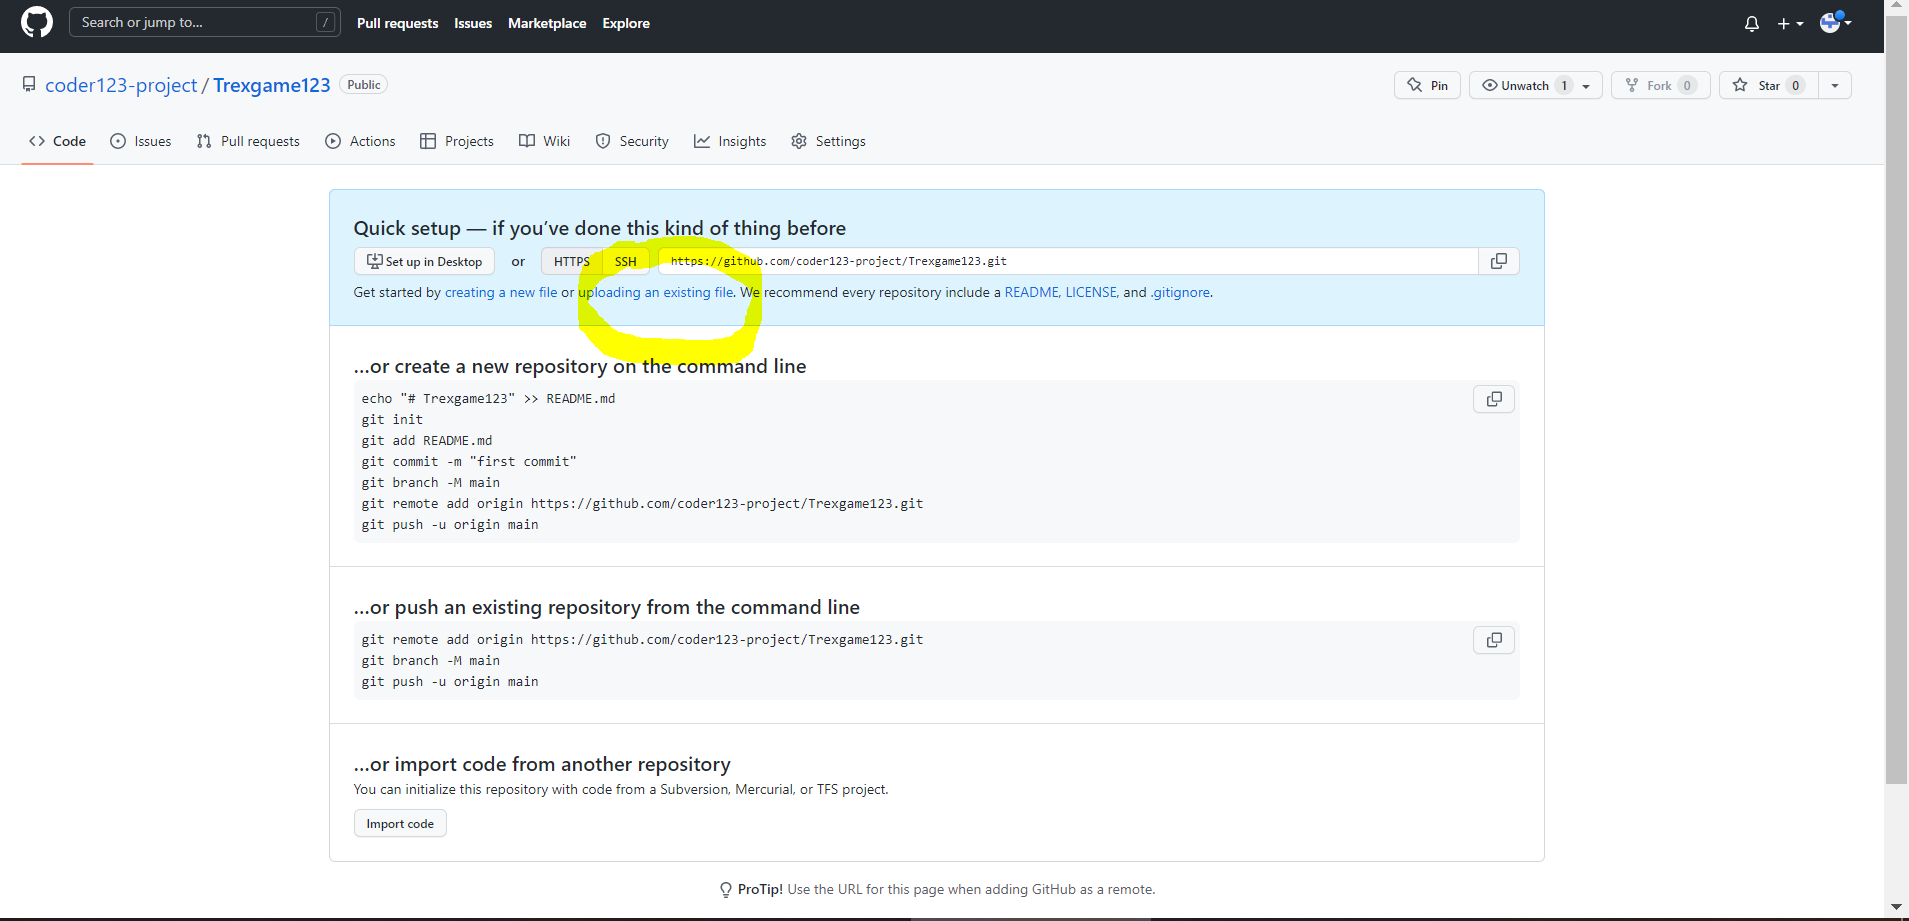 Search or jump to... /
Pull requests Issues Marketplace Explore
coder123-project / Trexgame123 Public
Pin Unwatch 1 Fork 0 Star 0
Code Issues Pull requests Actions Projects Wiki Security Insights Settings
Quick setup — if you’ve done this kind of thing before
Set up in Desktop or HTTPS SSH https://github.com/coder123-project/Trexgame123.git
Get started by creating a new file or uploading an existing file. We recommend every repository include a README, LICENSE, and .gitignore.
…or create a new repository on the command line
echo "# Trexgame123" >> README.md
git init
git add README.md
git commit -m "first commit"
git branch -M main
git remote add origin https://github.com/coder123-project/Trexgame123.git
git push -u origin main
…or push an existing repository from the command line
git remote add origin https://github.com/coder123-project/Trexgame123.git
git branch -M main
git push -u origin main
…or import code from another repository
You can initialize this repository with code from a Subversion, Mercurial, or TFS project.
Import code
ProTip! Use the URL for this page when adding GitHub as a remote.